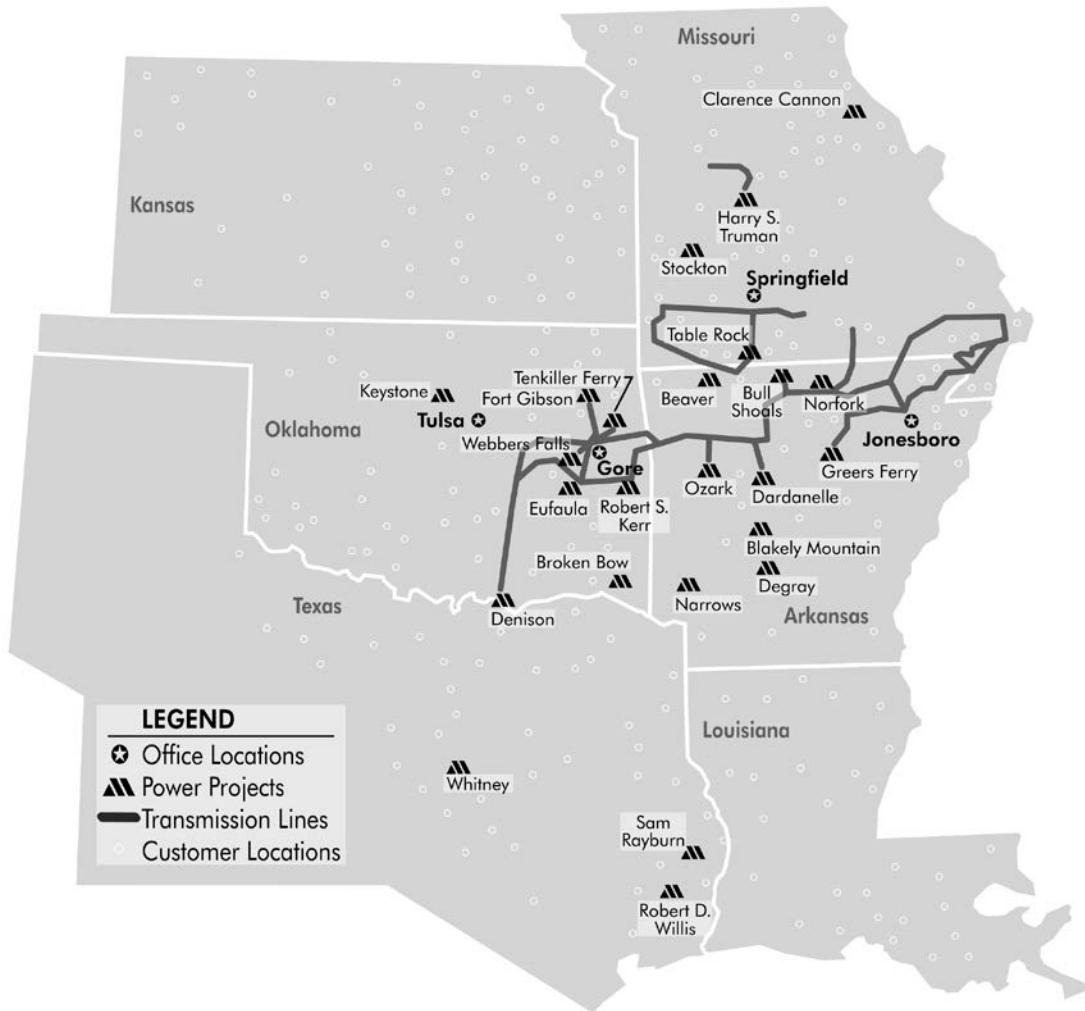 Missouri
Clarence Cannon
Kansas
Harry S.
Truman
Stockton
Springfield
Table Rock
Tenkiller Ferry
Fort Gibson
Keystone
Beaver
Bull
Shoals
Norfork
Tulsa
Oklahoma
Webbers Falls
Gore
Jonesboro
Greers Ferry
Ozark
Dardanelle
Eufaula
Robert S.
Kerr
Blakely Mountain
Broken Bow
Degray
Narrows
Texas
Denison
Arkansas
LEGEND
Office Locations
Power Projects
Transmission Lines
Customer Locations
Louisiana
Whitney
Sam
Rayburn
Robert D.
Willis